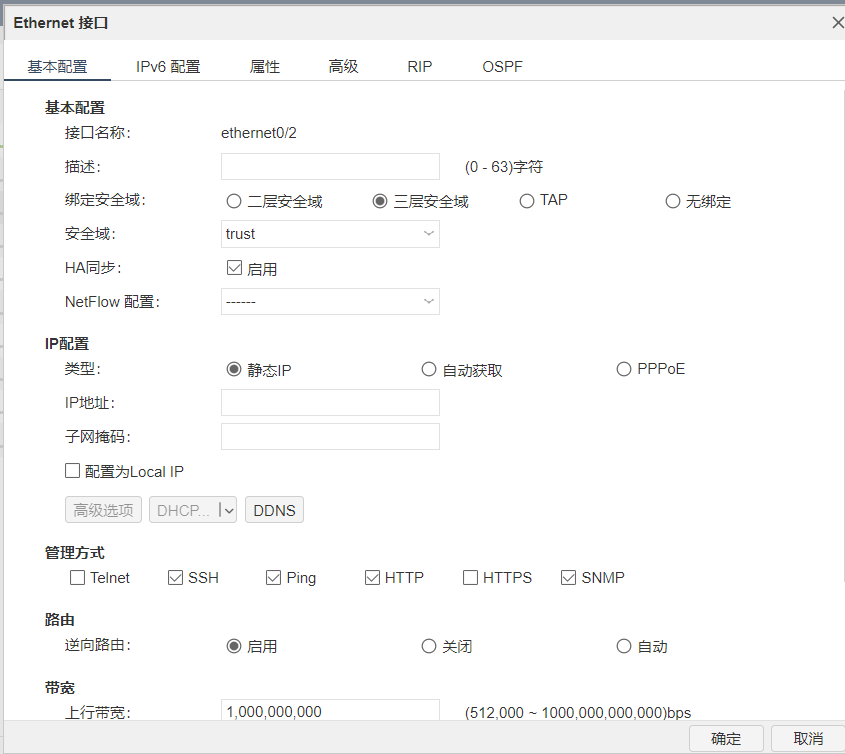 Ethernet 接口
基本配置 IPv6 配置 属性 高级 RIP OSPF
基本配置
接口名称: ethernet0/2
描述: (0 - 63)字符
绑定安全域: 二层安全域 三层安全域 TAP 无绑定
安全域: trust
HA同步: 启用
NetFlow 配置: ------
IP配置
类型: 静态IP 自动获取 PPPoE
IP地址:
子网掩码:
配置为Local IP
高级选项 DHCP... DDNS
管理方式
Telnet SSH Ping HTTP HTTPS SNMP
路由
逆向路由: 启用 关闭 自动
带宽
上行带宽: 1,000,000,000 (512,000 ~ 1000,000,000,000)bps
确定 取消